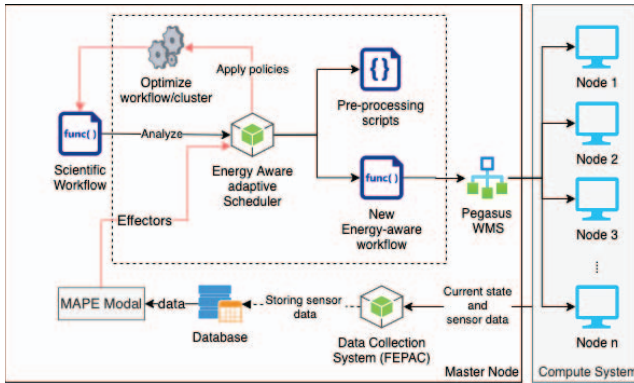 Optimize
workflow/cluster
Apply policies
{ }
Pre-processing
scripts
func( )
Scientific
Workflow
Analyze
Energy Aware
adaptive
Scheduler
func( )
New
Energy-aware
workflow
Pegasus
WMS
Node 1
Node 2
Node 3
...
Node n
Effectors
MAPE Modal
data
Database
Storing sensor
data
Data Collection
System (FEPAC)
Current state
and
sensor data
Master Node
Compute System